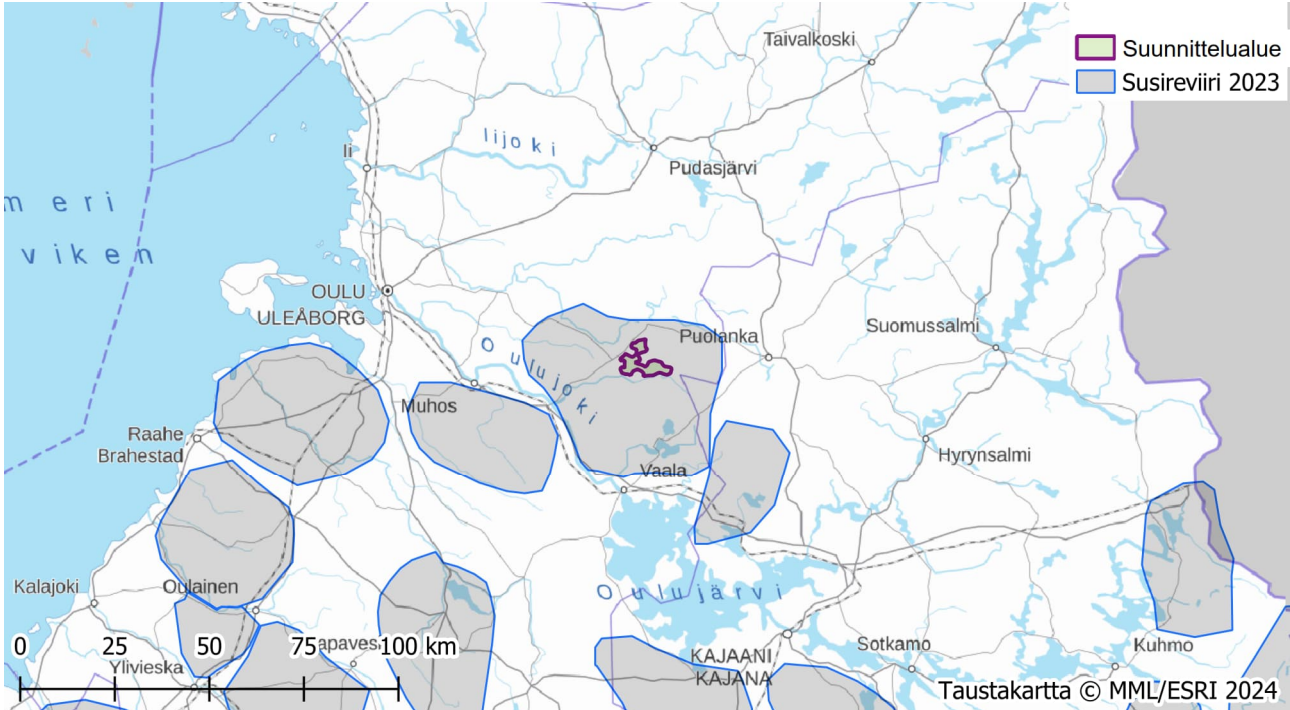 Taivalkoski
Suunnittelualue
Susireviiri 2023
Iijoki
Ii
Pudasjärvi
meri
viken
OULU
ULEÅBORG
Puolanka
Suomussalmi
Oulujoki
Muhos
Raahe
Brahestad
Hyrynsalmi
Vaala
Kalajoki
Oulainen
Oulujärvi
0 25 50 75 100 km
apaves
KAJAANI
KAJANA
Sotkamo
Kuhmo
Ylivieska
Taustakartta © MML/ESRI 2024